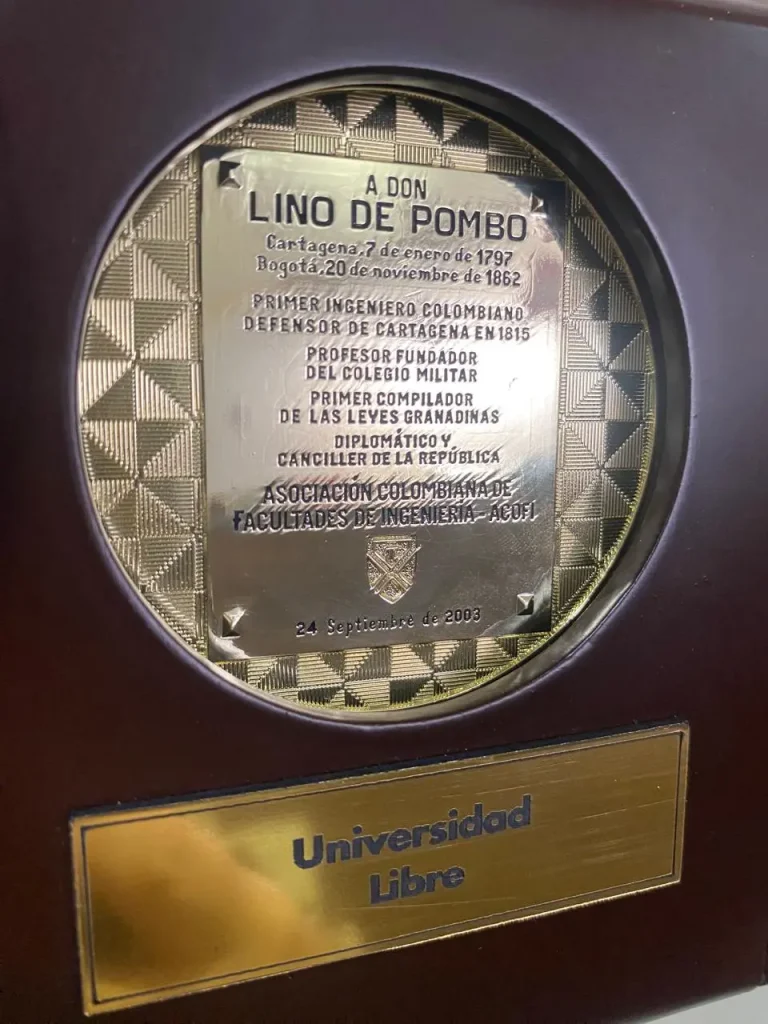 A DON
LINO DE POMBO
Cartagena, 7 de enero de 1797
Bogotá, 20 de noviembre de 1862
PRIMER INGENIERO COLOMBIANO
DEFENSOR DE CARTAGENA EN 1815
PROFESOR FUNDADOR
DEL COLEGIO MILITAR
PRIMER COMPILADOR
DE LAS LEYES GRANADINAS
DIPLOMÁTICO Y
CANCILLER DE LA REPÚBLICA
ASOCIACIÓN COLOMBIANA DE
FACULTADES DE INGENIERIA - ACOFI
24 Septiembre de 2003
Universidad
Libre